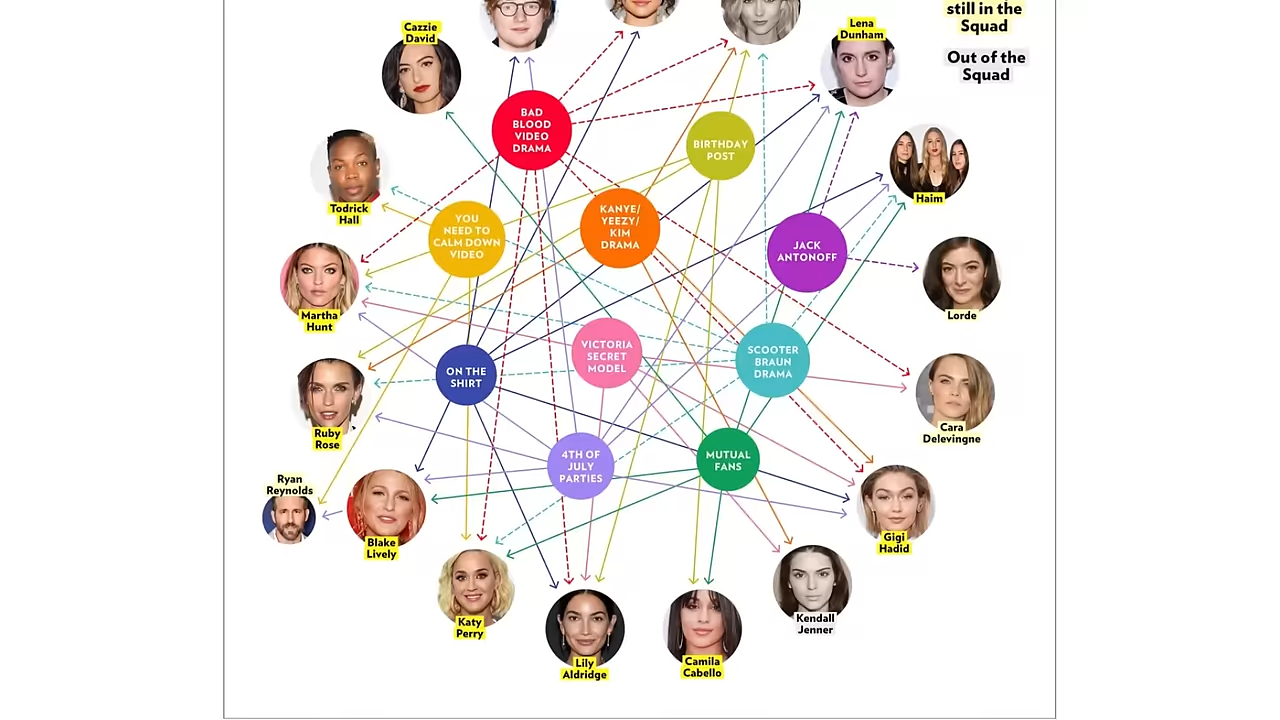 still in the
Squad
Out of the
Squad
Cazzie
David
Lena
Dunham
BAD
BLOOD
VIDEO
DRAMA
BIRTHDAY
POST
Todrick
Hall
Haim
YOU
NEED TO
CALM DOWN
VIDEO
KANYE/
YEEZY/
KIM
DRAMA
JACK
ANTONOFF
Martha
Hunt
Lorde
ON THE
SHIRT
VICTORIA
SECRET
MODEL
SCOOTER
BRAUN
DRAMA
Ruby
Rose
Cara
Delevingne
4TH OF
JULY
PARTIES
MUTUAL
FANS
Ryan
Reynolds
Blake
Lively
Gigi
Hadid
Katy
Perry
Kendall
Jenner
Lily
Aldridge
Camila
Cabello